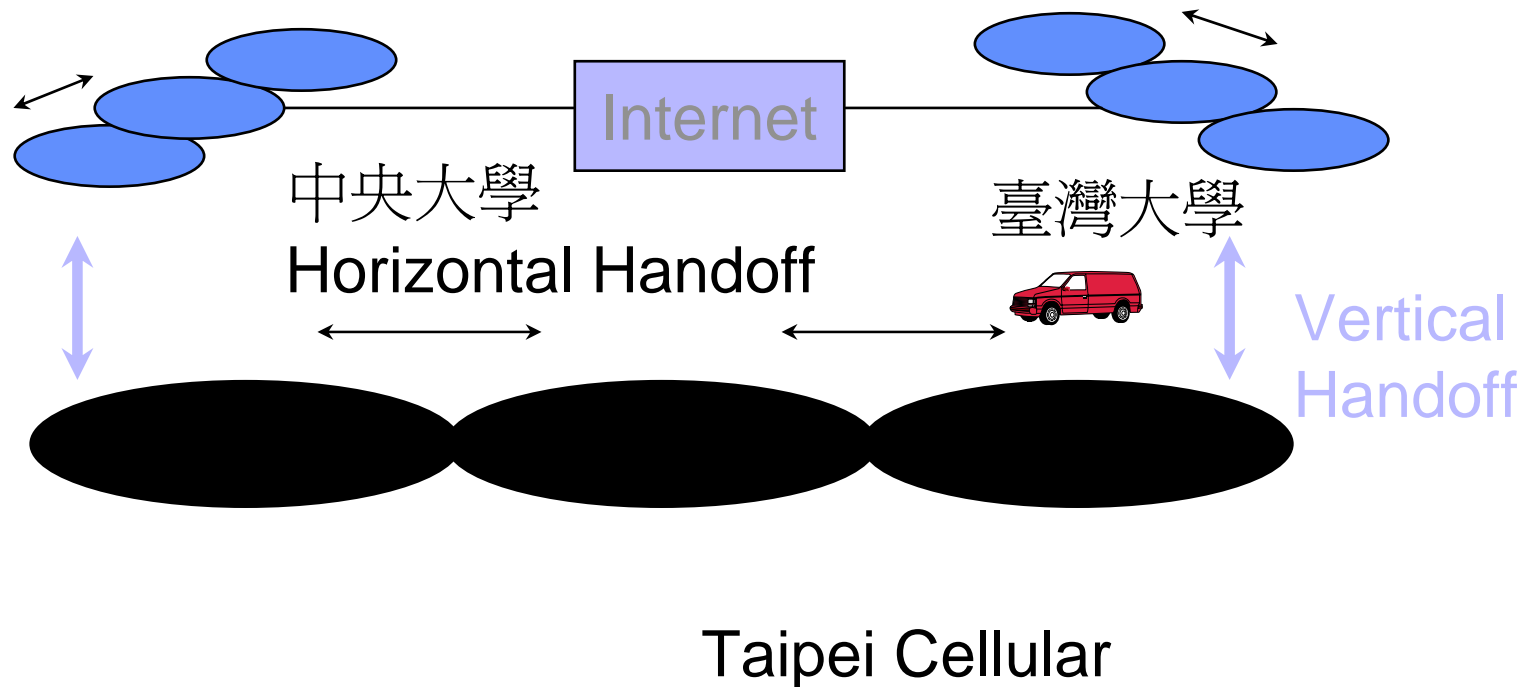 Internet
中央大學
臺灣大學
Horizontal Handoff
Vertical
Handoff
Taipei Cellular